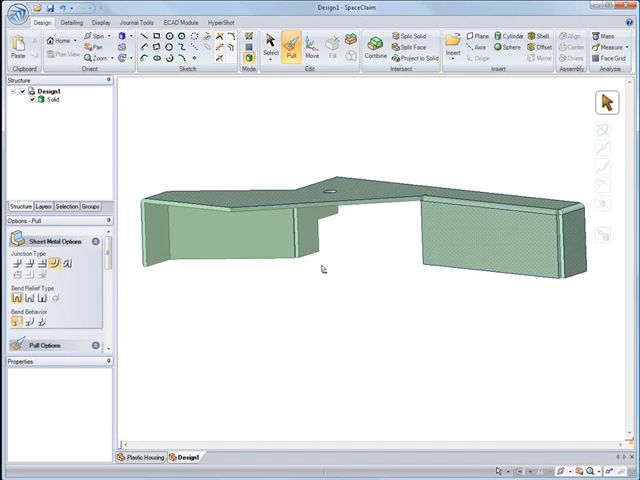 Design1 - SpaceClaim
Design Detailing Display Journal Tools ECAD Module HyperShot
Paste
Home Spin
Pan
Zoom
Select Pull Move Fill
Combine Split Solid
Split Face
Project to Solid
Insert Plane Cylinder Shell
Axis Sphere Offset
Origin Mirror
Align
Mass
Measure
Face Grid
Clipboard Orient Sketch Mode Edit Intersect Insert Assembly Analysis
Structure
Design1
Solid
Structure Layers Selection Groups
Options - Pull
Sheet Metal Options
Junction Type
Bend Relief Type
Bend Behavior
Pull Options
Properties
Plastic Housing Design1